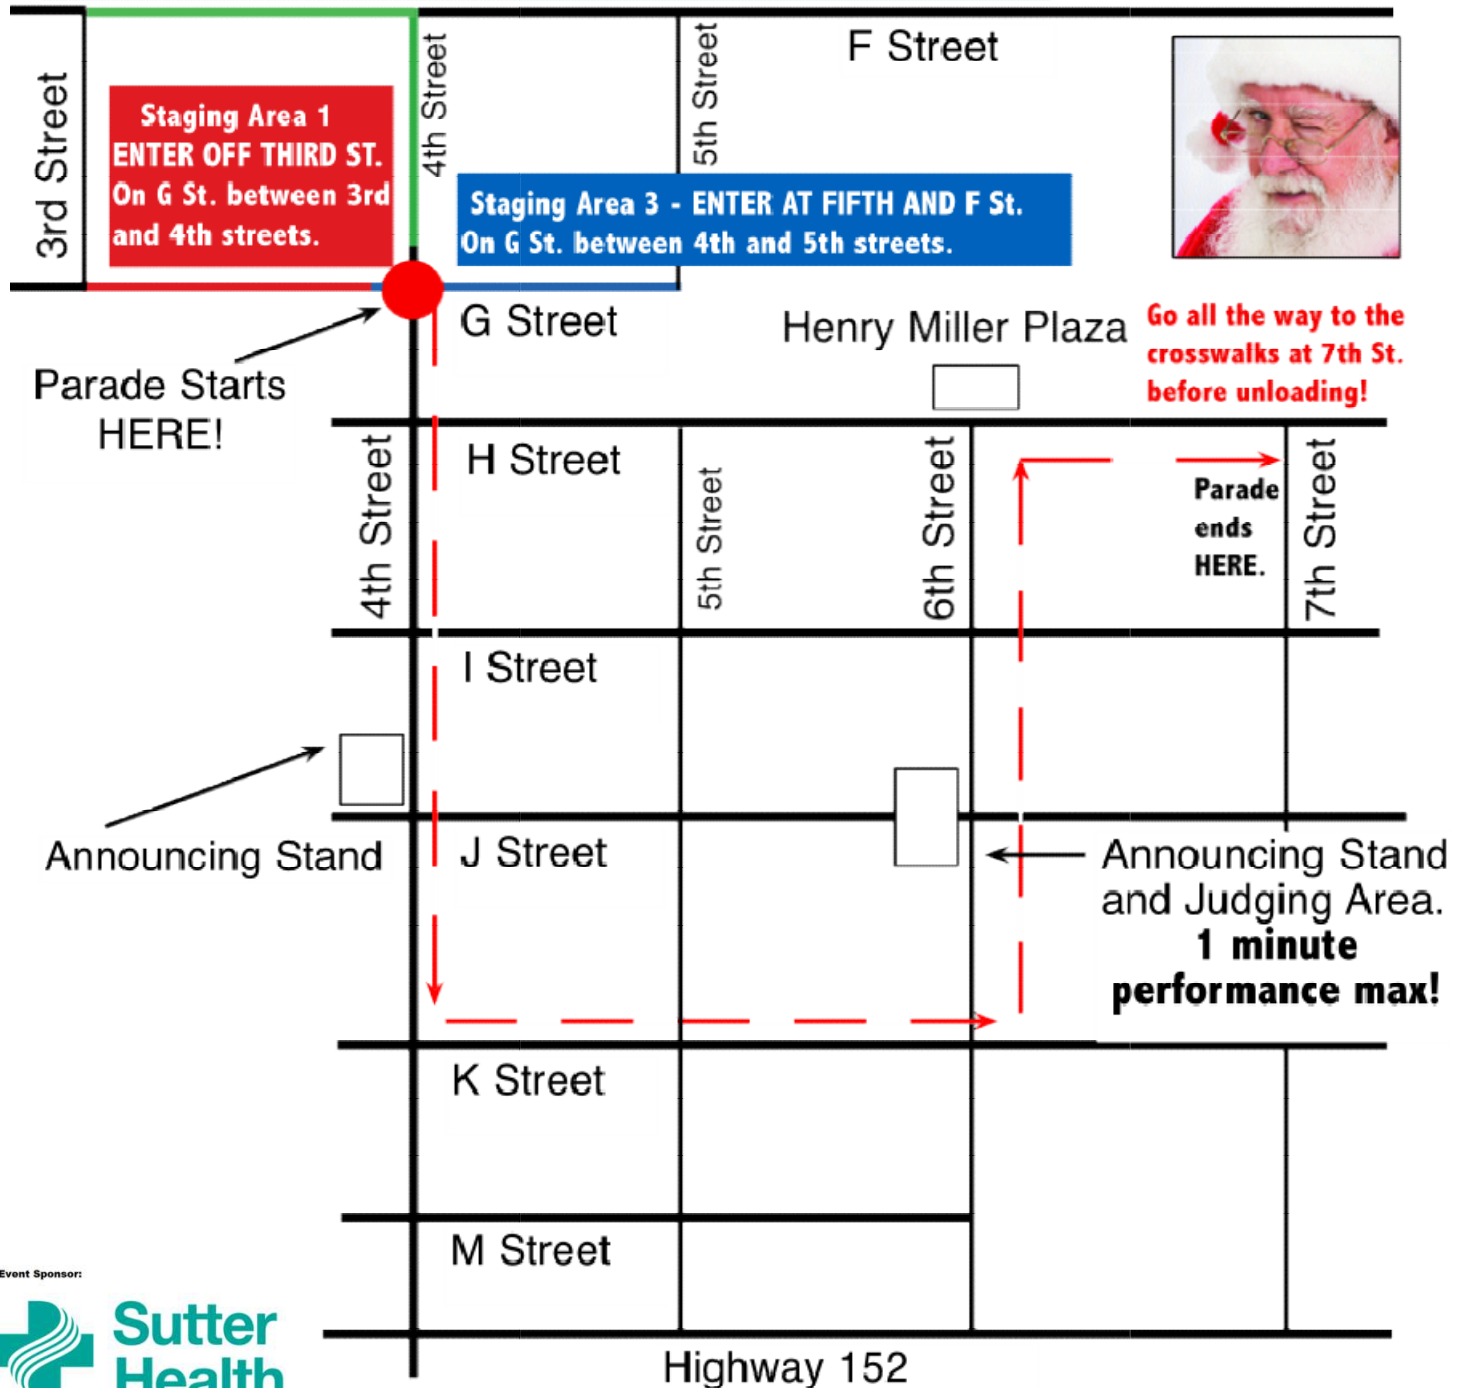 F Street
3rd Street
4th Street
5th Street
Staging Area 1
ENTER OFF THIRD ST.
On G St. between 3rd
and 4th streets.
Staging Area 3 - ENTER AT FIFTH AND F St.
On G St. between 4th and 5th streets.
G Street
Henry Miller Plaza
Go all the way to the
crosswalks at 7th St.
before unloading!
Parade Starts
HERE!
H Street
4th Street
5th Street
6th Street
7th Street
Parade
ends
HERE.
I Street
Announcing Stand
J Street
Announcing Stand
and Judging Area.
1 minute
performance max!
K Street
M Street
Event Sponsor:
Sutter
Health
Highway 152